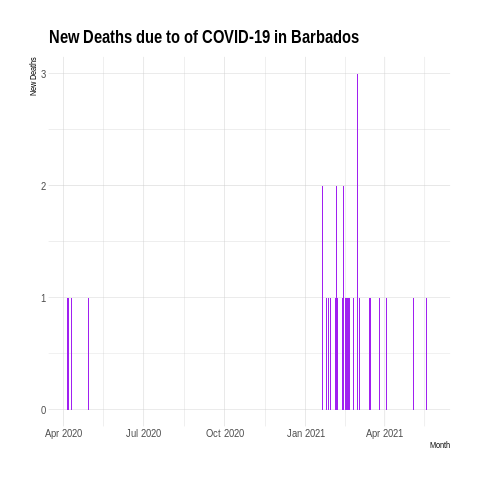 New Deaths due to of COVID-19 in Barbados
New Deaths
3
2
1
0
Apr 2020 Jul 2020 Oct 2020 Jan 2021 Apr 2021
Month